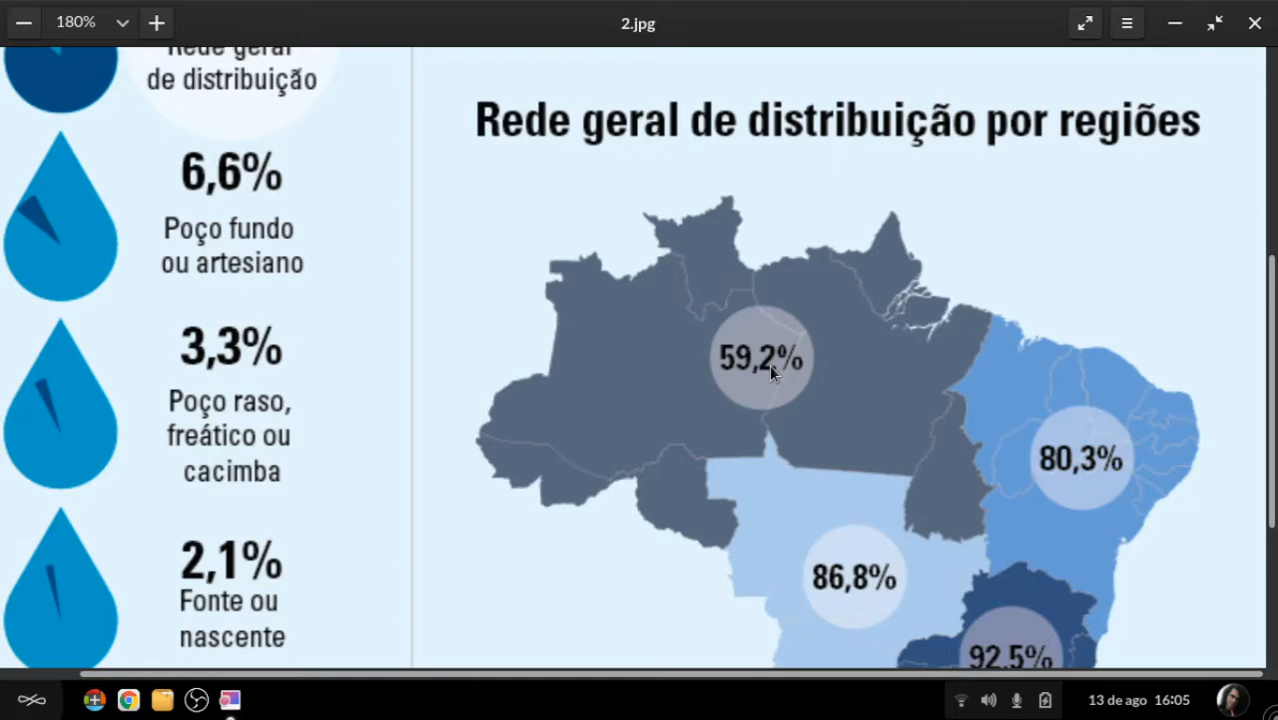 180%
2.jpg
Rede geral
de distribuição
6,6%
Poço fundo
ou artesiano
3,3%
Poço raso,
freático ou
cacimba
2,1%
Fonte ou
nascente
Rede geral de distribuição por regiões
59,2%
80,3%
86,8%
92,5%
13 de ago 16:05